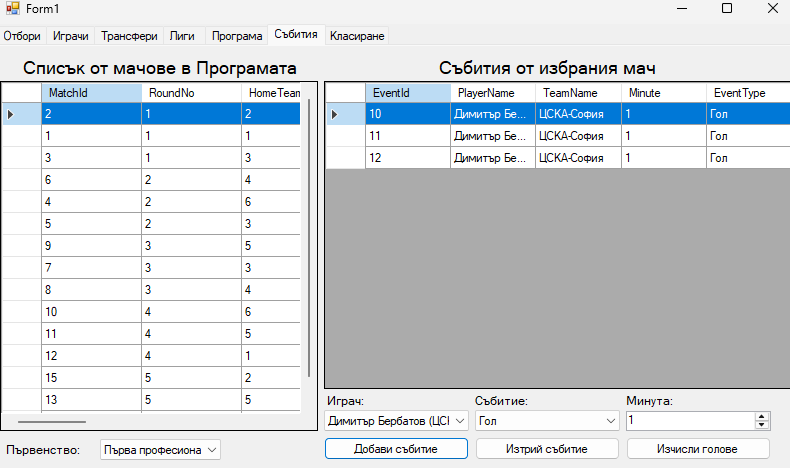 Form1
Отбори Играчи Трансфери Лиги Програма Събития Класиране
Списък от мачове в Програмата
MatchId RoundNo HomeTeam
2 1 2
1 1 1
3 1 3
6 2 4
4 2 6
5 2 3
9 3 5
7 3 3
8 3 4
10 4 6
11 4 5
12 4 1
15 5 2
13 5 5
Първенство: Първа професиона
Събития от избрания мач
EventId PlayerName TeamName Minute EventType
10 Димитър Бе... ЦСКА-София 1 Гол
11 Димитър Бе... ЦСКА-София 1 Гол
12 Димитър Бе... ЦСКА-София 1 Гол
Играч: Събитие: Минута:
Димитър Бербатов (ЦСК Гол 1
Добави събитие Изтрий събитие Изчисли голове